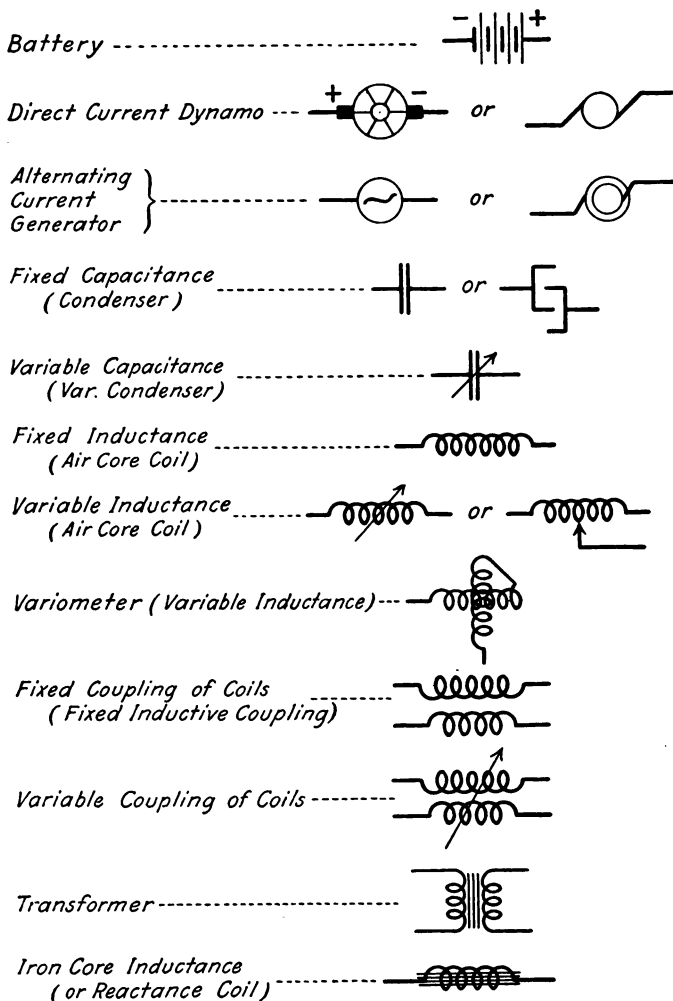 - +
Battery
+ -
Direct Current Dynamo or
Alternating
Current
Generator
or
Fixed Capacitance
(Condenser)
or
Variable Capacitance
(Var. Condenser)
Fixed Inductance
(Air Core Coil)
Variable Inductance
(Air Core Coil)
or
Variometer (Variable Inductance)
Fixed Coupling of Coils
(Fixed Inductive Coupling)
Variable Coupling of Coils
Transformer
Iron Core Inductance
(or Reactance Coil)